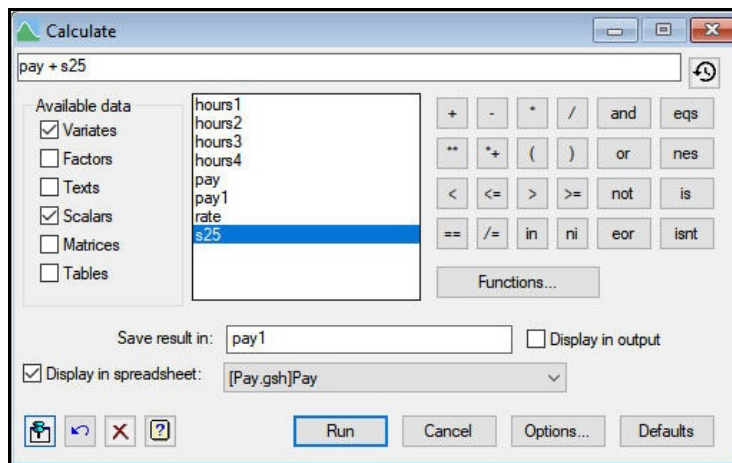 Calculate
pay + s25
Available data
Variates
Factors
Texts
Scalars
Matrices
Tables
hours1
hours2
hours3
hours4
pay
pay1
rate
s25
+ - * / and eqs
** *+ ( ) or nes
< <= > >= not is
== /= in ni eor isnt
Functions...
Save result in: pay1 Display in output
Display in spreadsheet: [Pay.gsh]Pay
? Run Cancel Options... Defaults